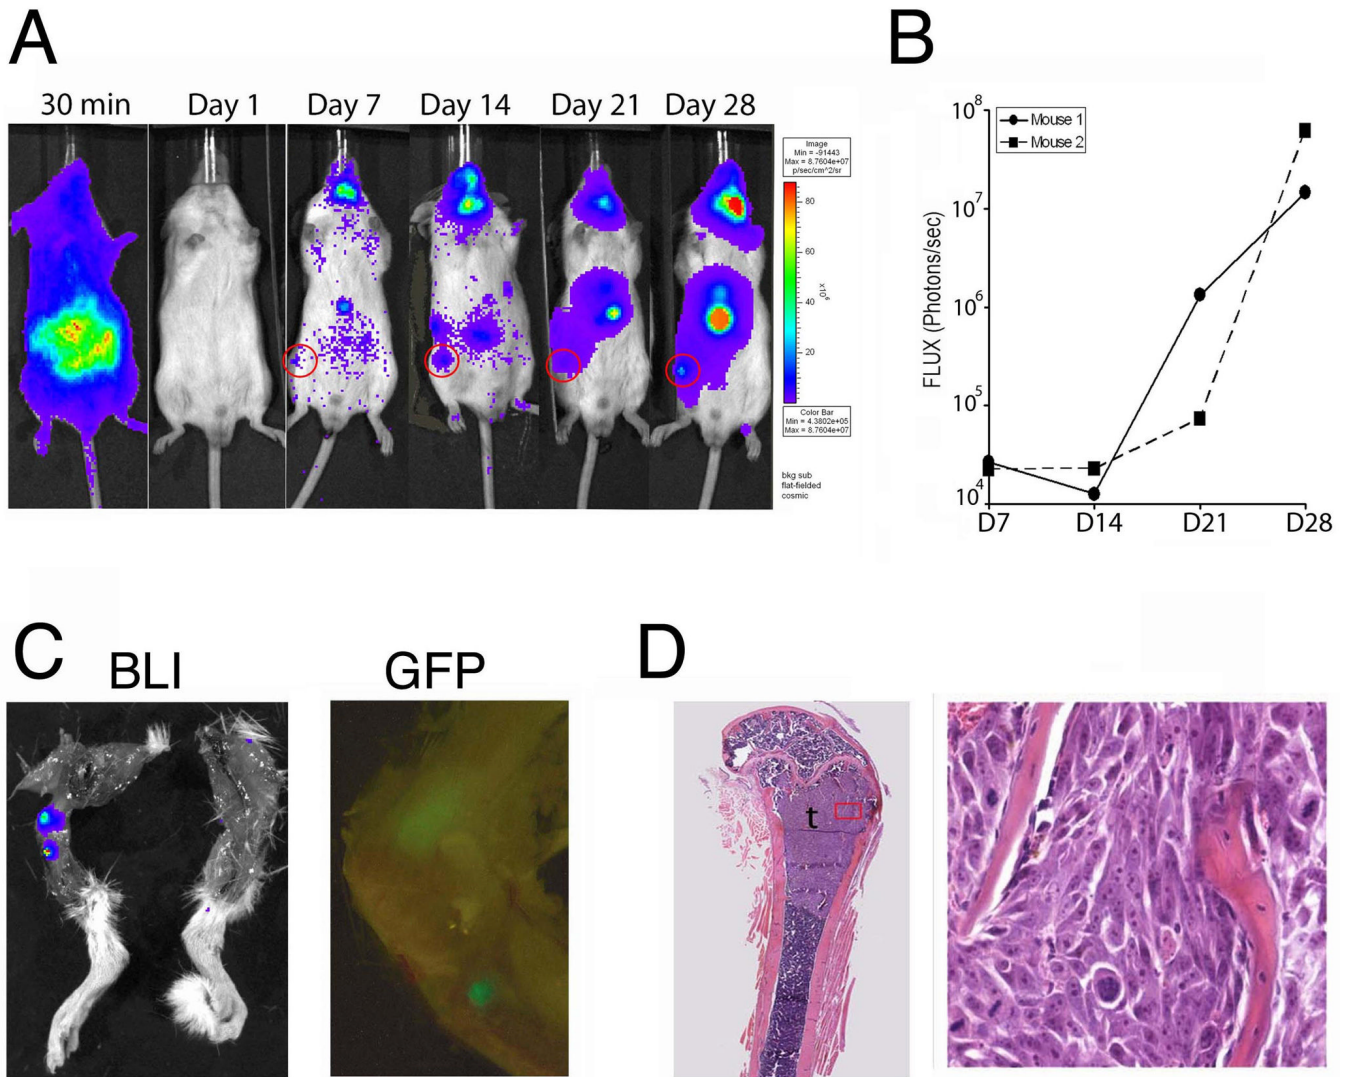 A
30 min
Day 1
Day 7
Day 14
Day 21
Day 28
Image
Min = -91443
Max = 8.7604e+07
p/sec/cm^2/sr
80
60
40
20
x10^6
Color Bar
Min = 4.3802e+05
Max = 8.7604e+07
bkg sub
flat-fielded
cosmic
B
Mouse 1
Mouse 2
FLUX (Photons/sec)
10^8
10^7
10^6
10^5
10^4
D7
D14
D21
D28
C
BLI
GFP
D
t